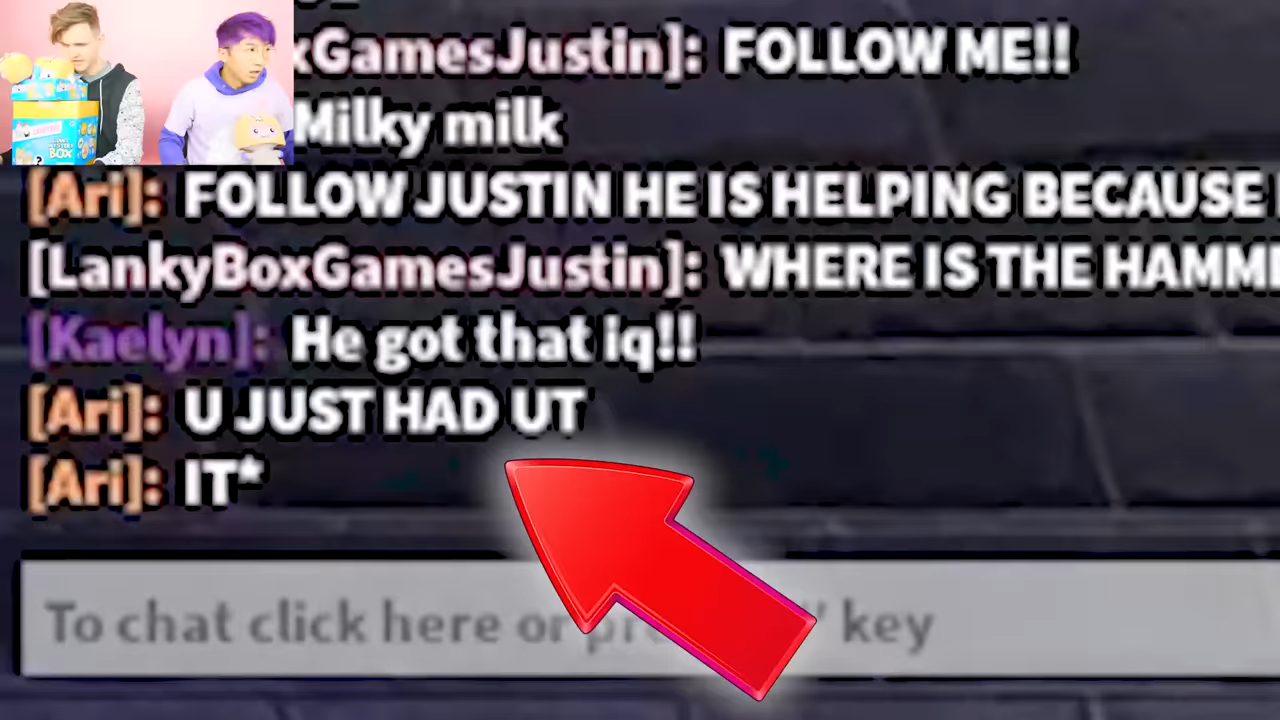 xGamesJustin]: FOLLOW ME!!
Milky milk
[Ari]: FOLLOW JUSTIN HE IS HELPING BECAUSE
[LankyBoxGamesJustin]: WHERE IS THE HAMM
[Kaelyn]: He got that iq!!
[Ari]: U JUST HAD UT
[Ari]: IT*
To chat click here or key
BOX